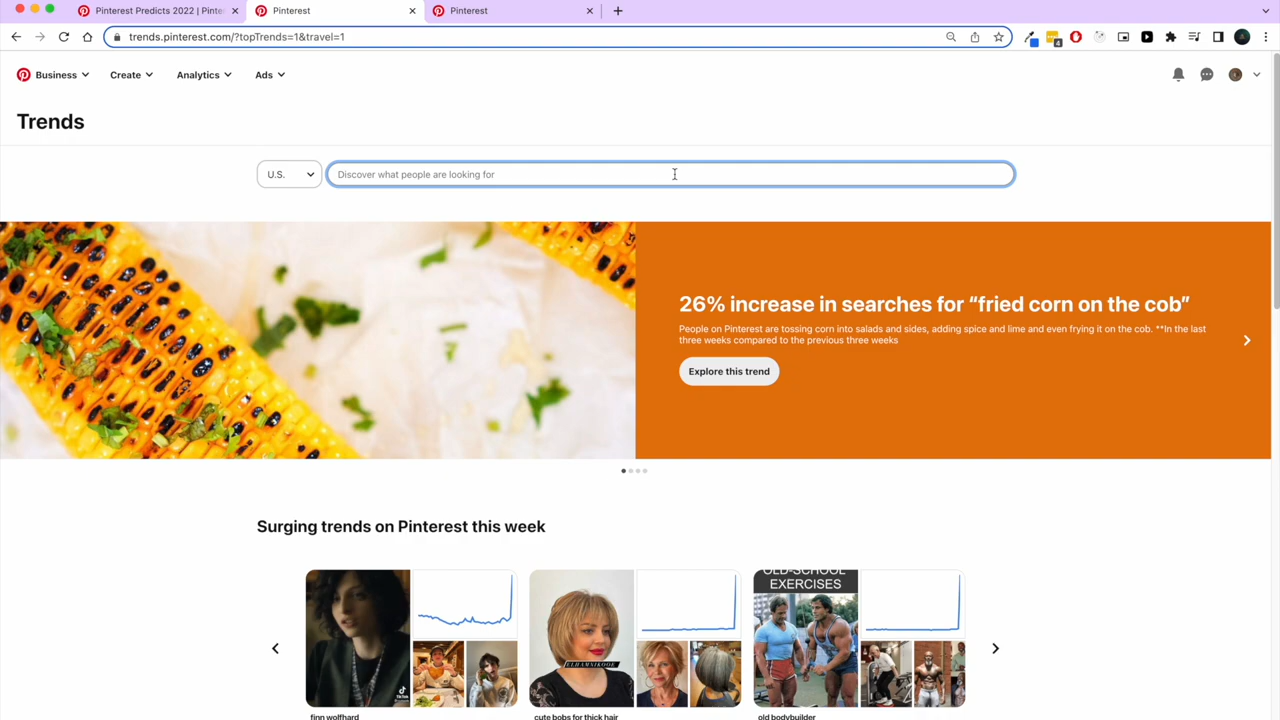 Pinterest Predicts 2022 | Pinte
Pinterest
Pinterest
trends.pinterest.com/?topTrends=1&travel=1
4
Business
Create
Analytics
Ads
Trends
U.S.
Discover what people are looking for
26% increase in searches for “fried corn on the cob”
People on Pinterest are tossing corn into salads and sides, adding spice and lime and even frying it on the cob. **In the last
three weeks compared to the previous three weeks
Explore this trend
Surging trends on Pinterest this week
OLD-SCHOOL
EXERCISES
ELHAMNIKOOE
TikTok
finn wolfhard
cute bobs for thick hair
old bodybuilder